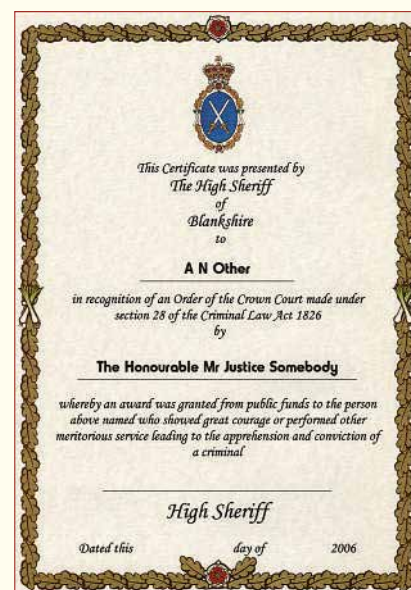 This Certificate was presented by
The High Sheriff
of
Blankshire
to
A N Other
in recognition of an Order of the Crown Court made under
section 28 of the Criminal Law Act 1826
by
The Honourable Mr Justice Somebody
whereby an award was granted from public funds to the person
above named who showed great courage or performed other
meritorious service leading to the apprehension and conviction of
a criminal
High Sheriff
Dated this day of 2006